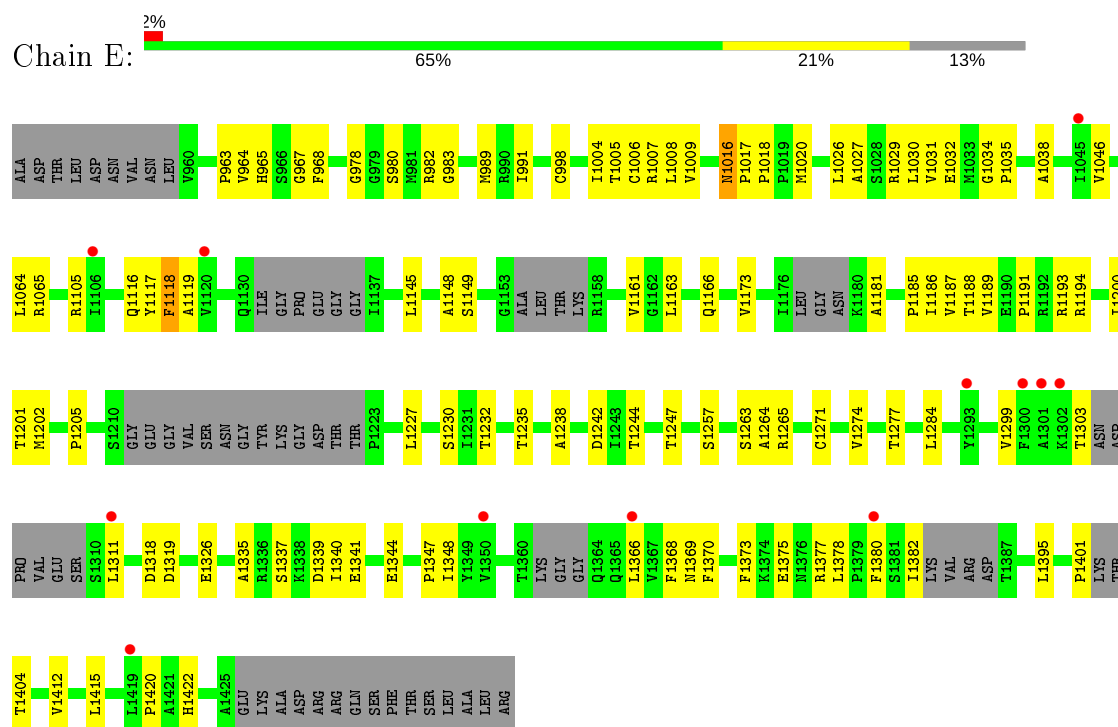 2%
Chain E:
65% 21% 13%
ALA ASP THR LEU ASP ASN VAL ASN LEU V960 P963 V964 H965 S966 G967 F968 G978 G979 S980 M981 R982 G983 M989 R990 I991 C998 I1004 T1005 C1006 R1007 L1008 V1009 N1016 P1017 P1018 P1019 M1020 L1026 A1027 S1028 R1029 L1030 V1031 E1032 M1033 G1034 P1035 A1038 I1045 V1046
L1064 R1065 R1105 I1106 Q1116 Y1117 F1118 A1119 V1120 Q1130 ILE GLY PRO GLU GLY GLY I1137 L1145 A1148 S1149 G1153 ALA LEU THR LYS R1158 V1161 G1162 L1163 Q1166 V1173 I1176 LEU GLY ASN K1180 A1181 P1185 I1186 V1187 T1188 V1189 E1190 P1191 R1192 R1193 R1194
T1201 M1202 P1205 S1210 GLY GLU GLY VAL SER ASN GLY TYR LYS GLY ASP THR THR P1223 L1227 S1230 I1231 T1232 T1235 A1238 D1242 I1243 T1244 T1247 S1257 S1263 A1264 R1265 C1271 V1274 T1277 L1284 Y1293 V1299 F1300 A1301 K1302 T1303 ASN ASP
PRO VAL GLU SER S1310 L1311 D1318 D1319 E1326 A1335 R1336 S1337 K1338 D1339 I1340 E1341 E1344 P1347 I1348 Y1349 V1350 T1360 LYS GLY GLY Q1364 Q1365 L1366 V1367 F1368 N1369 F1370 F1373 K1374 E1375 N1376 R1377 L1378 P1379 F1380 S1381 I1382 LYS VAL ARG ASP T1387 L1395 P1401 LYS THR
T1404 V1412 L1415 L1419 P1420 A1421 H1422 A1425 GLU LYS ALA ASP ARG ARG GLN SER PHE THR SER LEU ALA LEU ARG